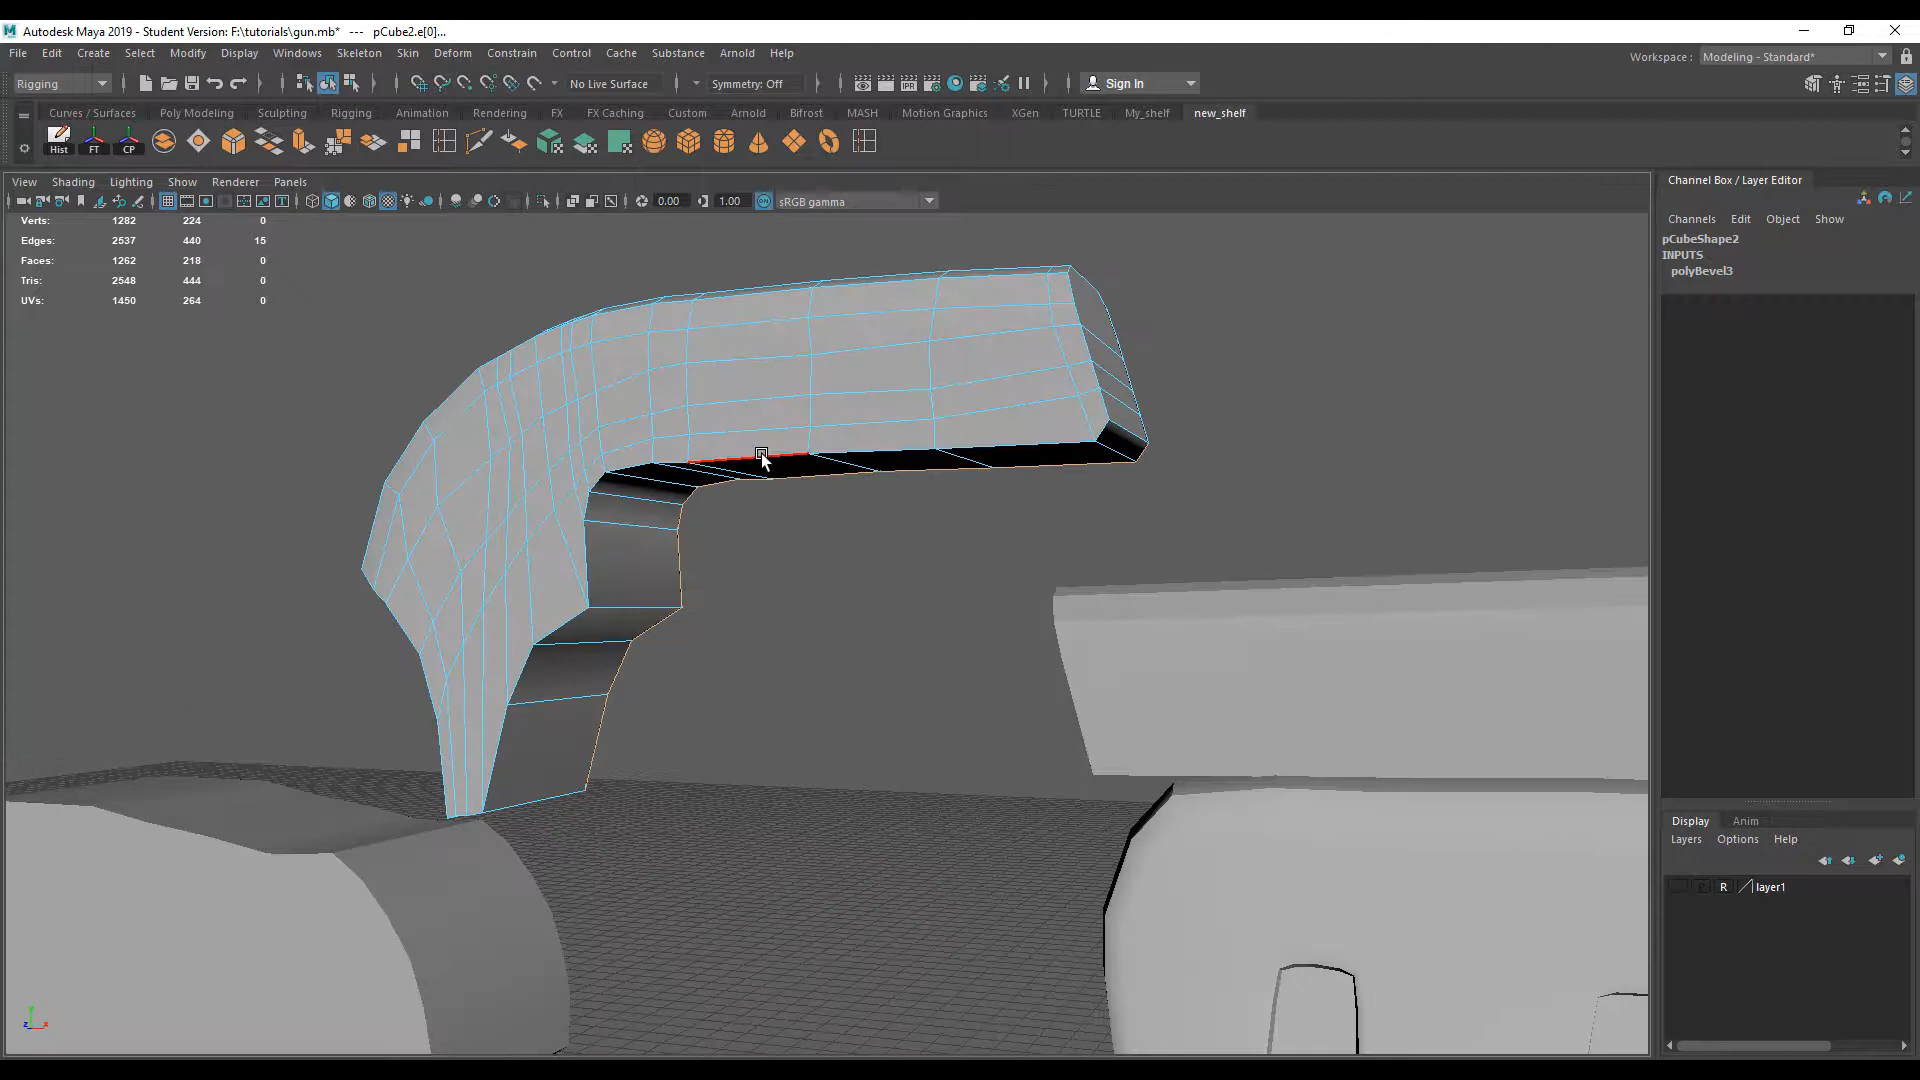 Autodesk Maya 2019 - Student Version: F:\tutorials\gun.mb*   ---   pCube2.e[0]...
File Edit Create Select Modify Display Windows Skeleton Skin Deform Constrain Control Cache Substance Arnold Help
Workspace : Modeling - Standard*
Rigging
No Live Surface
Symmetry: Off
IPR
Sign In
Curves / Surfaces Poly Modeling Sculpting Rigging Animation Rendering FX FX Caching Custom Arnold Bifrost MASH Motion Graphics XGen TURTLE My_shelf new_shelf
Hist FT CP
View Shading Lighting Show Renderer Panels
0.00 1.00 ON sRGB gamma
Verts: 1282 224 0
Edges: 2537 440 15
Faces: 1262 218 0
Tris: 2548 444 0
UVs: 1450 264 0
y
z x
Channel Box / Layer Editor
Channels Edit Object Show
pCubeShape2
INPUTS
polyBevel3
Display Anim
Layers Options Help
P R layer1